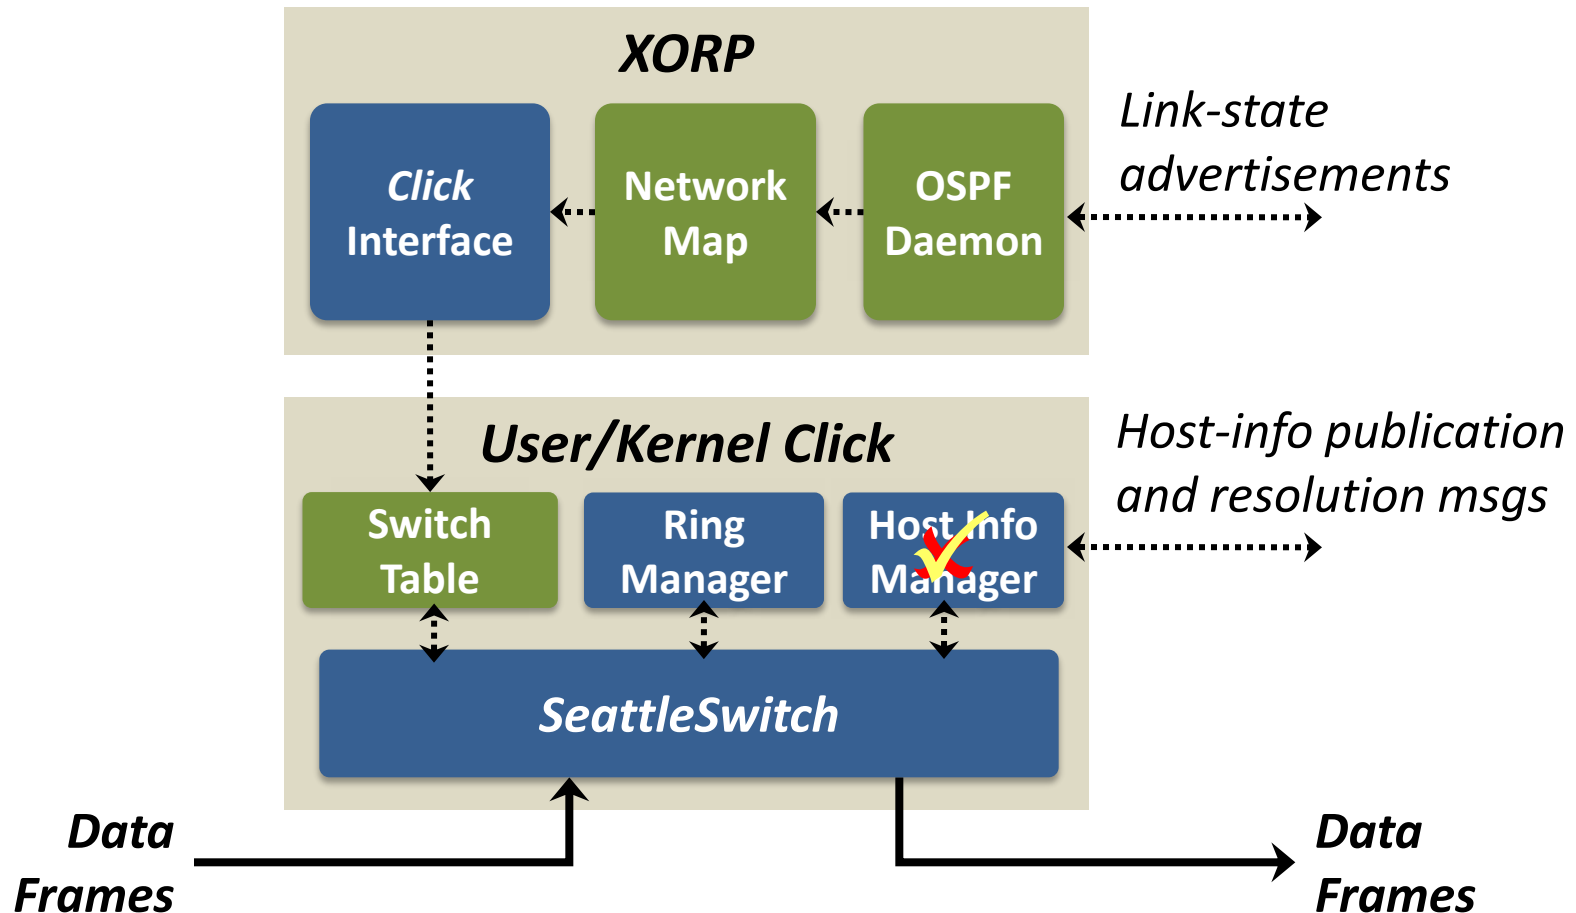 XORP
Click
Interface
Network
Map
OSPF
Daemon
Link-state
advertisements
User/Kernel Click
Switch
Table
Ring
Manager
Host Info
Manager
Host-info publication
and resolution msgs
SeattleSwitch
Data
Frames
Data
Frames